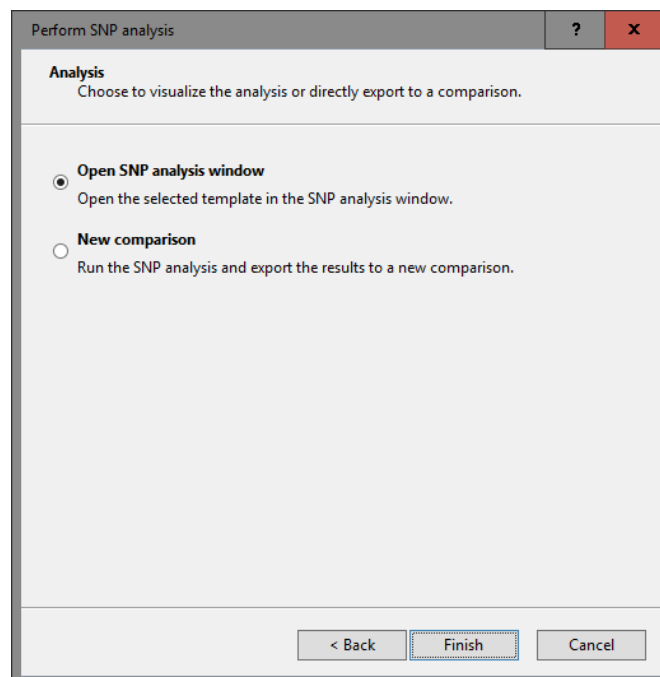 Perform SNP analysis ? x
Analysis
Choose to visualize the analysis or directly export to a comparison.
Open SNP analysis window
Open the selected template in the SNP analysis window.
New comparison
Run the SNP analysis and export the results to a new comparison.
< Back Finish Cancel